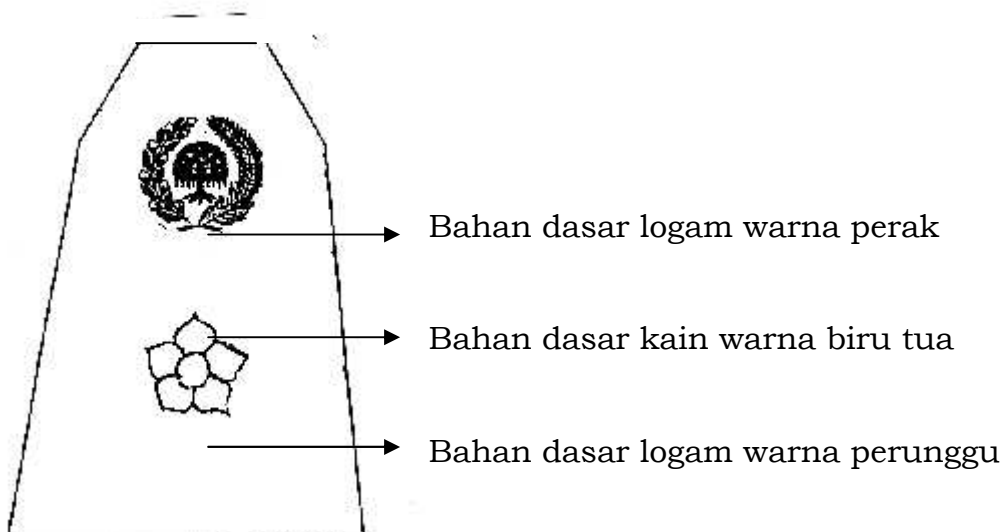 Bahan dasar logam warna perak
Bahan dasar kain warna biru tua
Bahan dasar logam warna perunggu